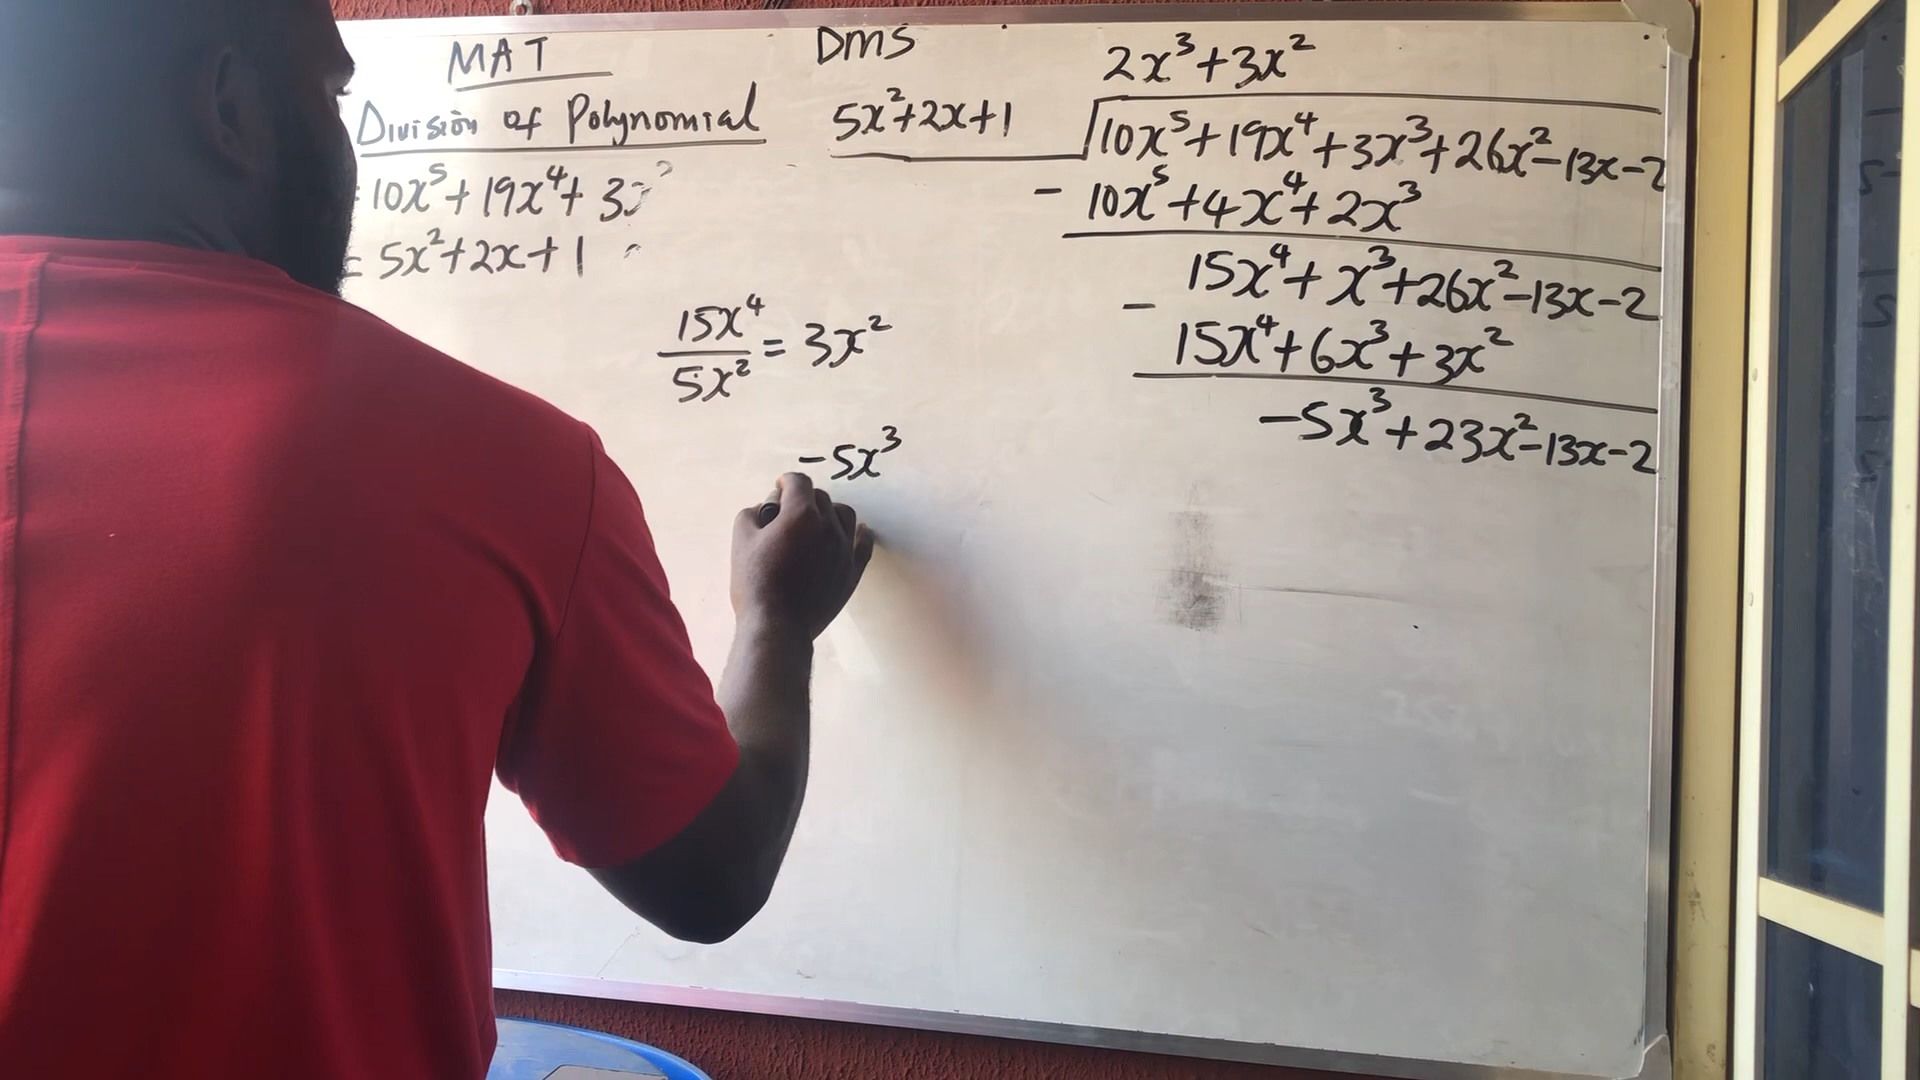 MAT
Division of Polynomial
= 10x⁵ + 19x⁴ + 3x³
= 5x² + 2x + 1
15x⁴
—— = 3x²
5x²
-5x³
DMS
2x³ + 3x²
5x² + 2x + 1 | 10x⁵ + 19x⁴ + 3x³ + 26x² - 13x - 2
- 10x⁵ + 4x⁴ + 2x³
15x⁴ + x³ + 26x² - 13x - 2
- 15x⁴ + 6x³ + 3x²
-5x³ + 23x² - 13x - 2